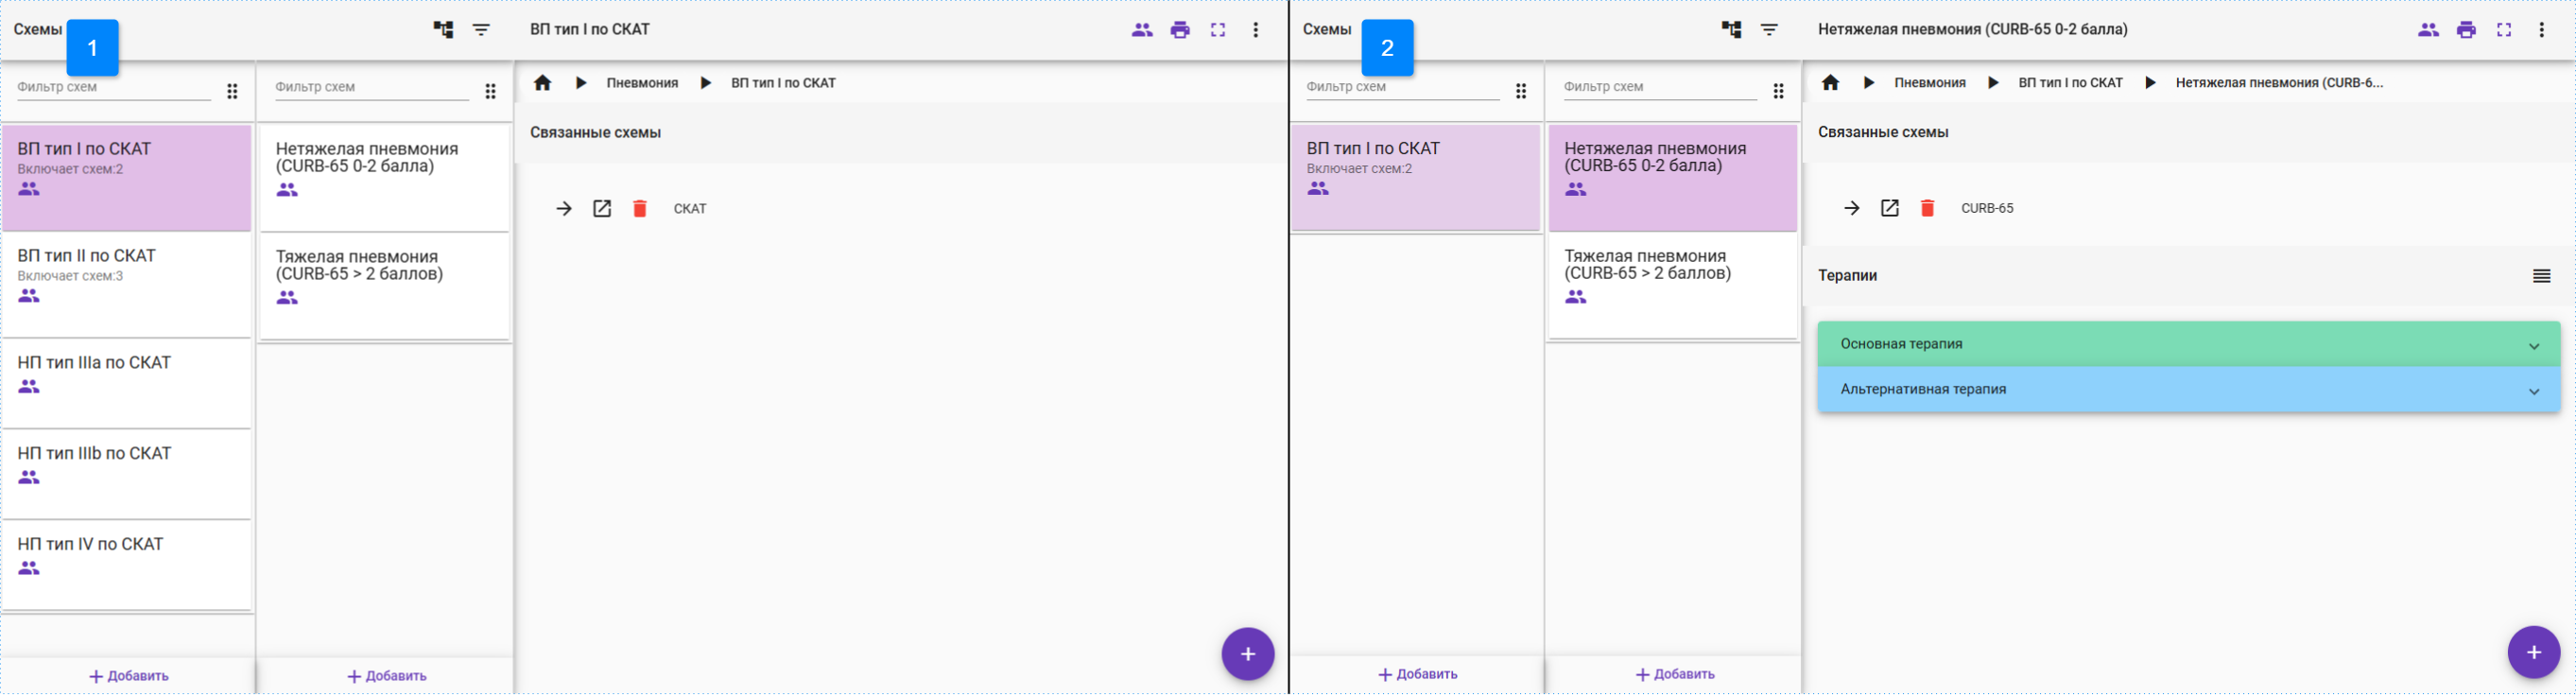 Схемы
1
ВП тип I по СКАТ
Фильтр схем
Фильтр схем
Пневмония
ВП тип I по СКАТ
ВП тип I по СКАТ
Включает схем:2
ВП тип II по СКАТ
Включает схем:3
НП тип IIIa по СКАТ
НП тип IIIb по СКАТ
НП тип IV по СКАТ
Добавить
Нетяжелая пневмония
(CURB-65 0-2 балла)
Тяжелая пневмония
(CURB-65 > 2 баллов)
Добавить
Связанные схемы
СКАТ
Схемы
2
Нетяжелая пневмония (CURB-65 0-2 балла)
Фильтр схем
Фильтр схем
Пневмония
ВП тип I по СКАТ
Нетяжелая пневмония (CURB-6...
ВП тип I по СКАТ
Включает схем:2
Добавить
Нетяжелая пневмония
(CURB-65 0-2 балла)
Тяжелая пневмония
(CURB-65 > 2 баллов)
Добавить
Связанные схемы
CURB-65
Терапии
Основная терапия
Альтернативная терапия